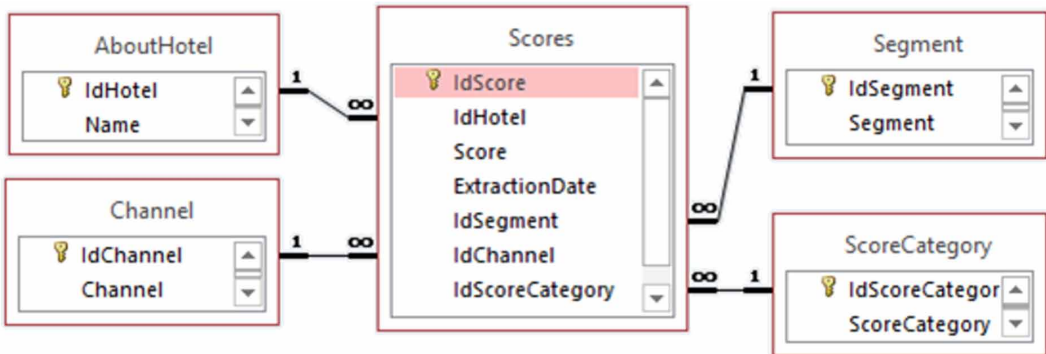 AboutHotel
IdHotel
Name
1
∞
Channel
IdChannel
Channel
1
∞
Scores
IdScore
IdHotel
Score
ExtractionDate
IdSegment
IdChannel
IdScoreCategory
Segment
IdSegment
Segment
1
∞
ScoreCategory
IdScoreCategor
ScoreCategory
∞
1